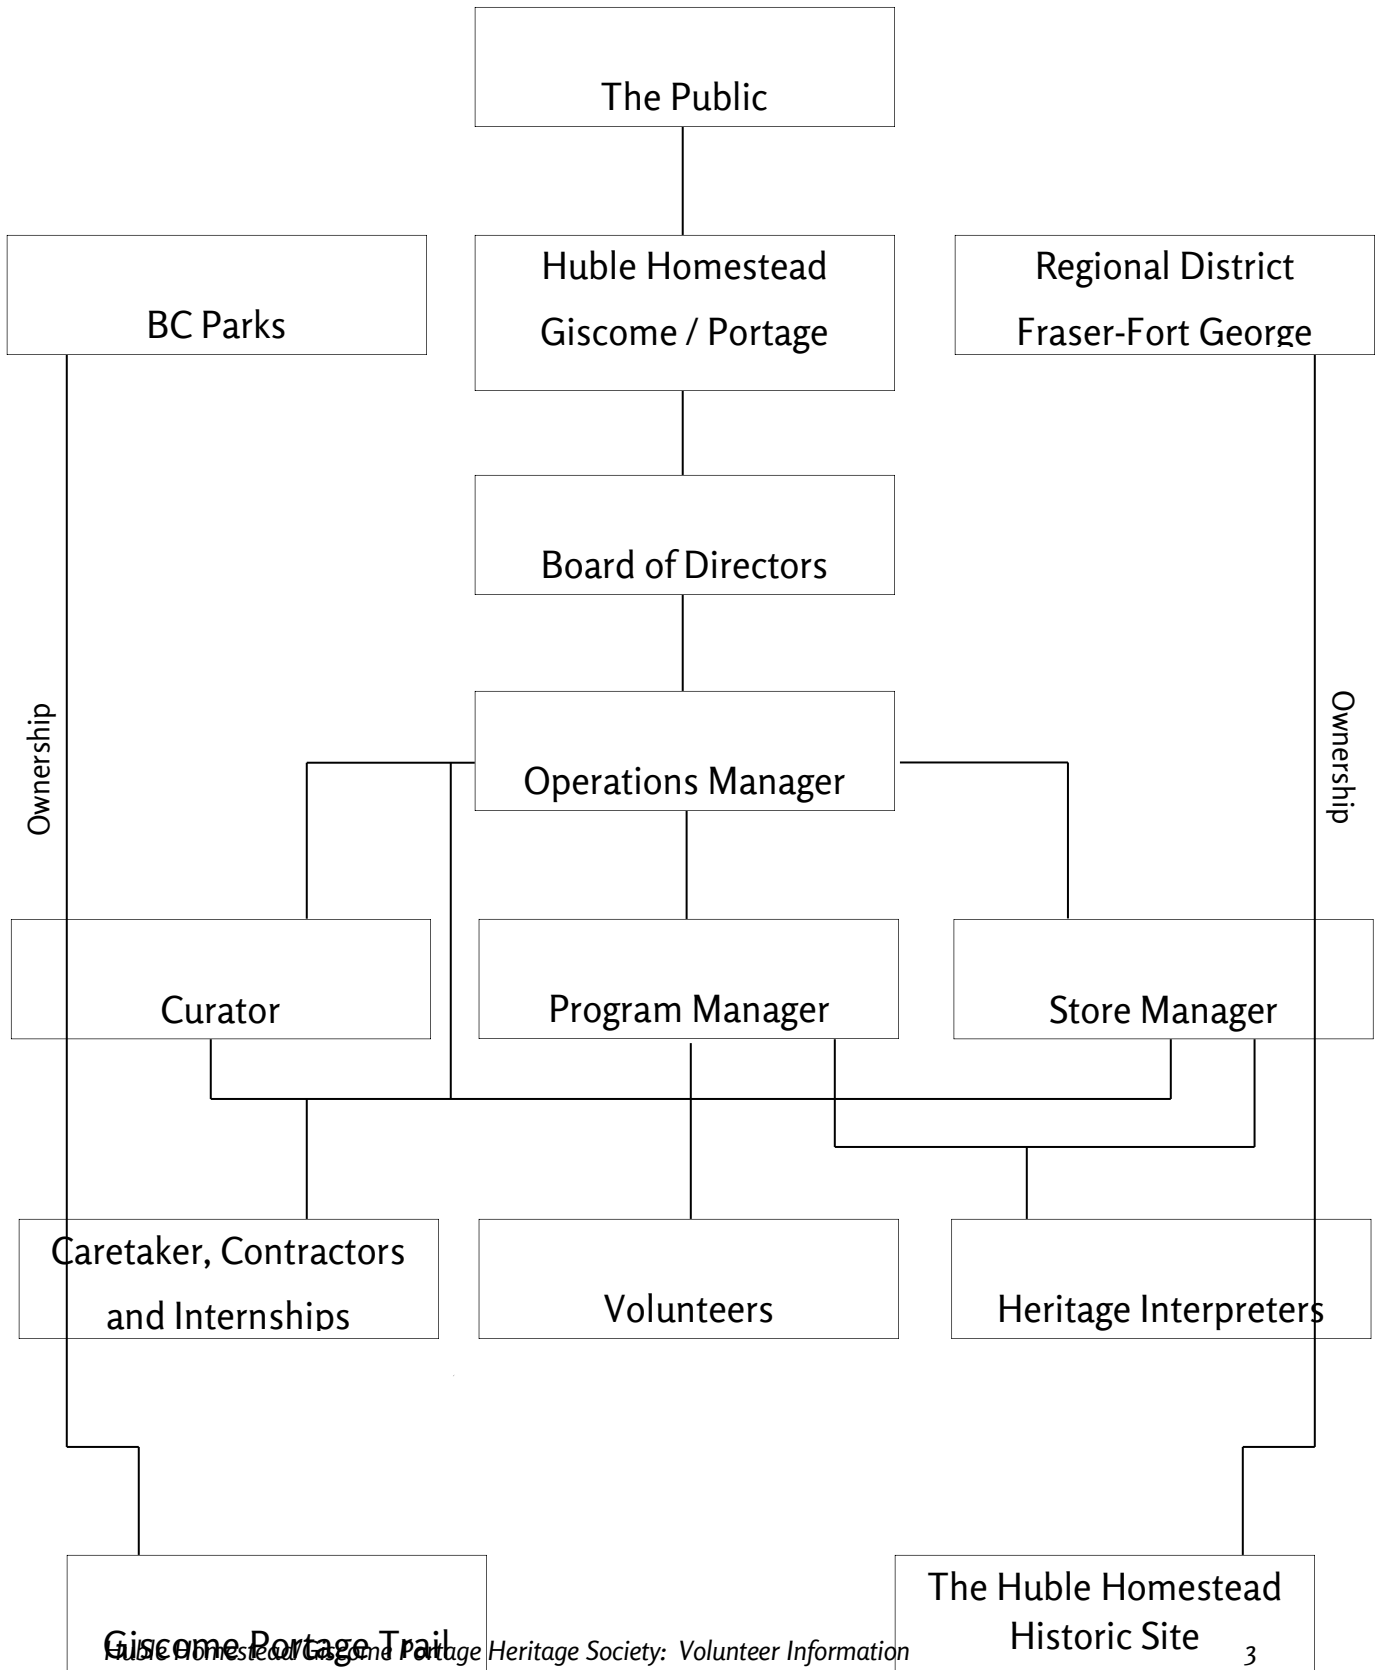 The Public
BC Parks
Huble Homestead
Giscome / Portage
Regional District
Fraser-Fort George
Board of Directors
Ownership
Operations Manager
Ownership
Curator
Program Manager
Store Manager
Caretaker, Contractors
and Internships
Volunteers
Heritage Interpreters
Giscome Portage Trail
The Huble Homestead
Historic Site
Huble Homestead/Giscome Portage Heritage Society: Volunteer Information 3